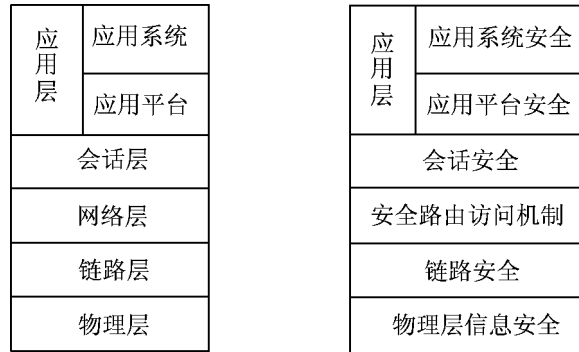 应用层
应用系统
应用平台
会话层
网络层
链路层
物理层
应用层
应用系统安全
应用平台安全
会话安全
安全路由访问机制
链路安全
物理层信息安全